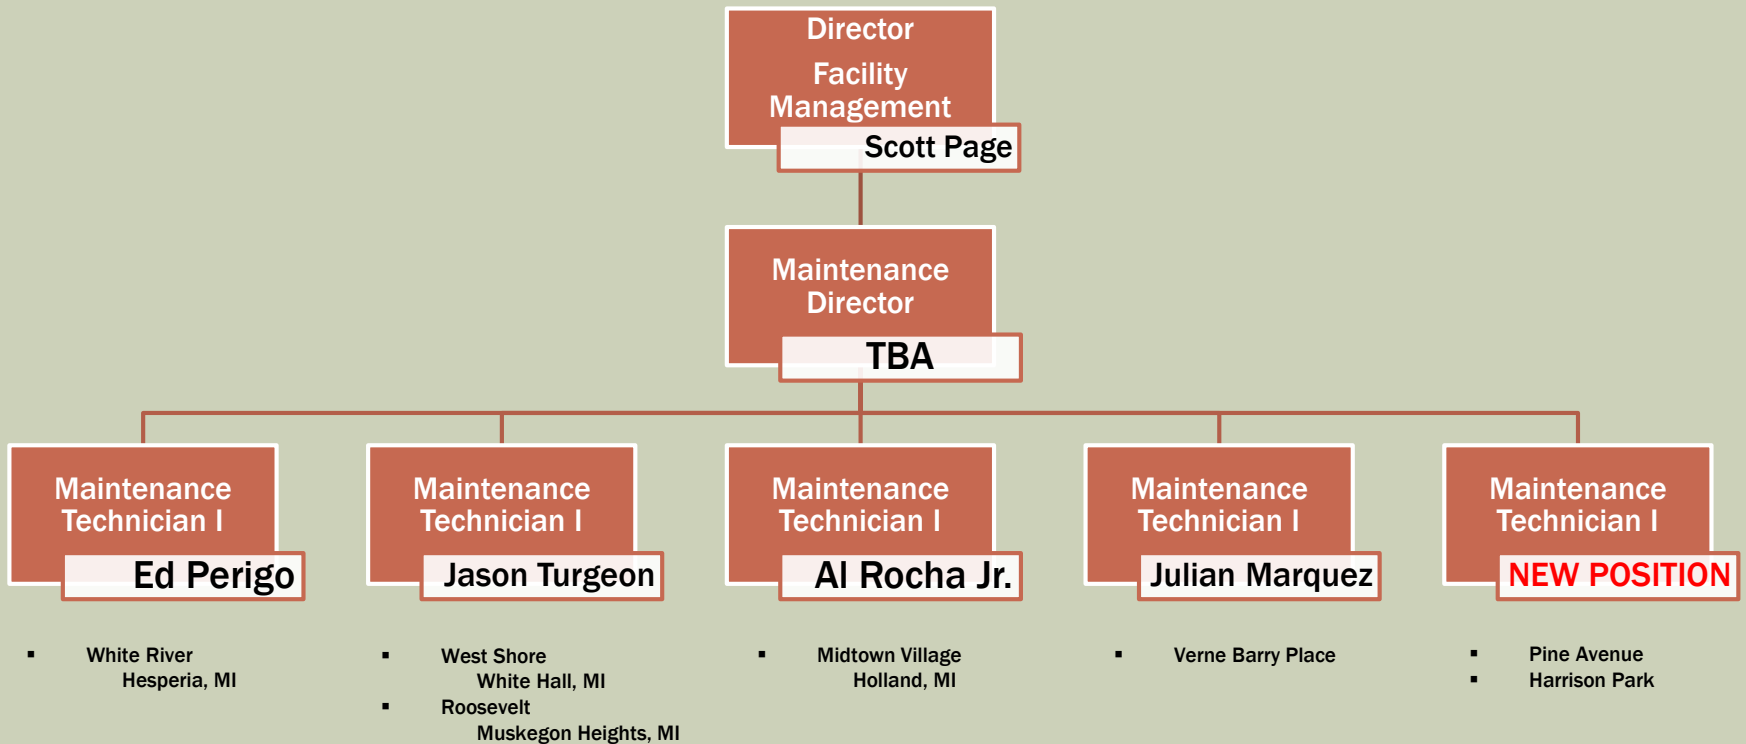 Director
Facility
Management
Scott Page
Maintenance
Director
TBA
Maintenance
Technician I
Ed Perigo
Maintenance
Technician I
Jason Turgeon
Maintenance
Technician I
Al Rocha Jr.
Maintenance
Technician I
Julian Marquez
Maintenance
Technician I
NEW POSITION
▪ White River
Hesperia, MI
▪ West Shore
White Hall, MI
▪ Roosevelt
Muskegon Heights, MI
▪ Midtown Village
Holland, MI
▪ Verne Barry Place
▪ Pine Avenue
▪ Harrison Park